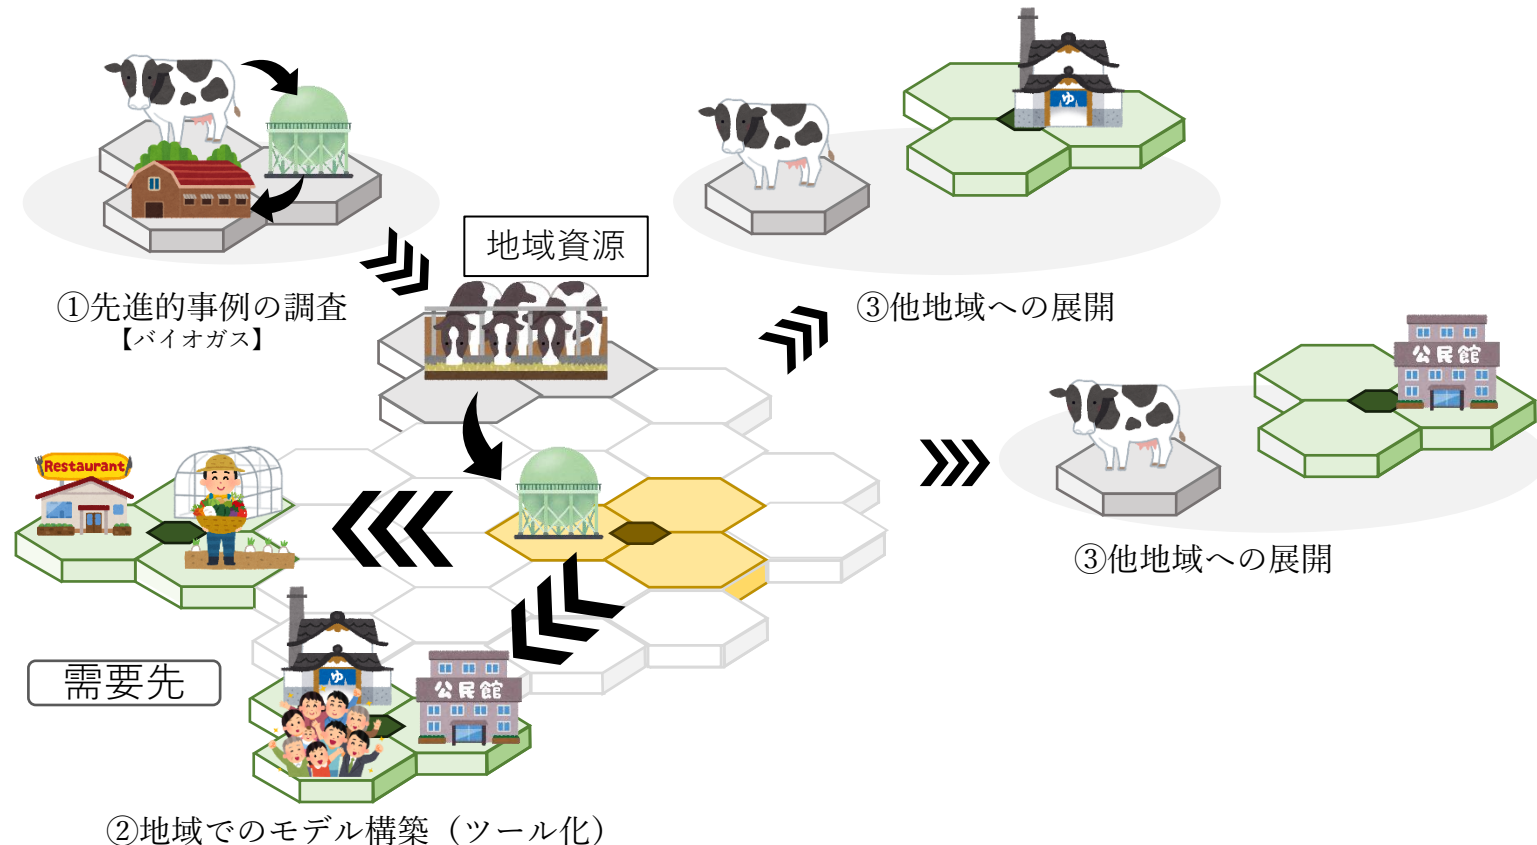 ゆ
地域資源
①先進的事例の調査
【バイオガス】
③他地域への展開
公民館
Restaurant
③他地域への展開
需要先
ゆ
公民館
②地域でのモデル構築（ツール化）